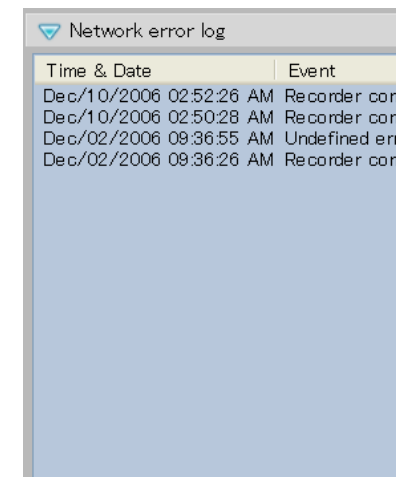 Network error log
Time & Date Event
Dec/10/2006 02:52:26 AM Recorder cor
Dec/10/2006 02:50:28 AM Recorder cor
Dec/02/2006 09:36:55 AM Undefined err
Dec/02/2006 09:36:26 AM Recorder cor